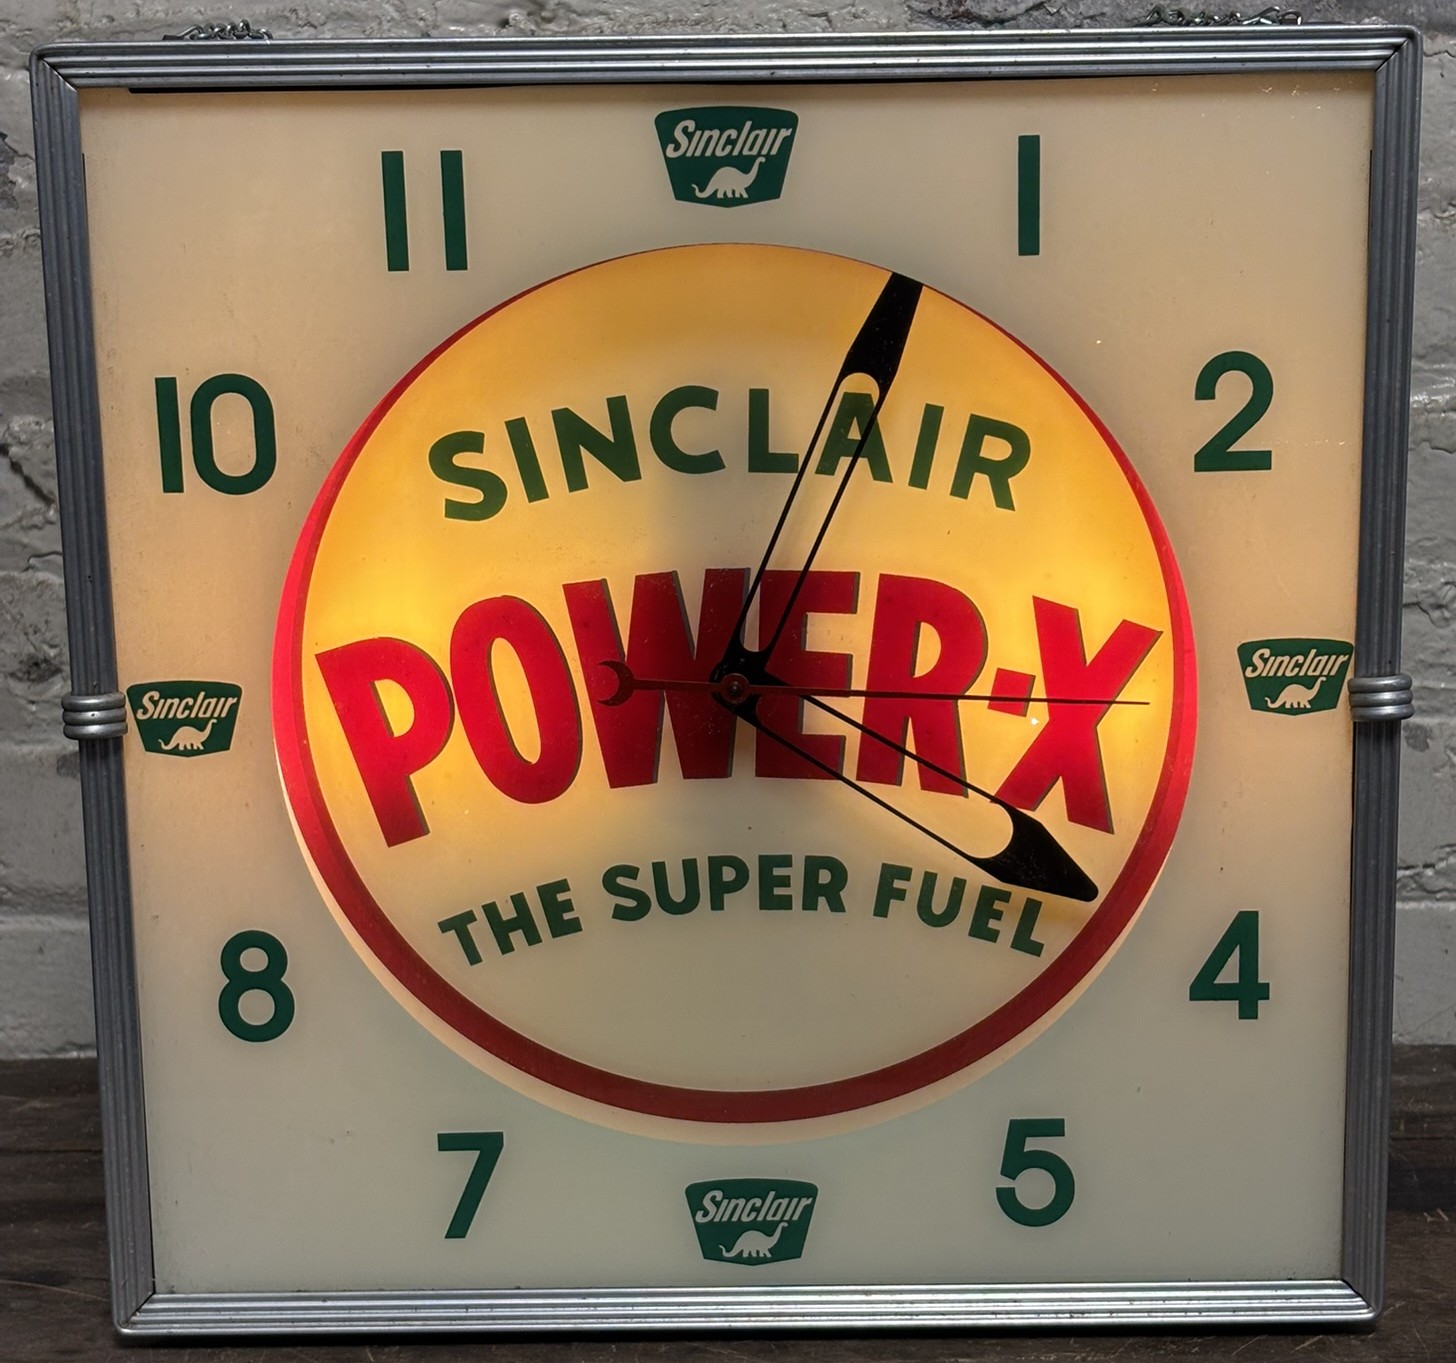 Sinclair
11
1
10
2
SINCLAIR
POWER-X
Sinclair
Sinclair
THE SUPER FUEL
8
4
7
5
Sinclair